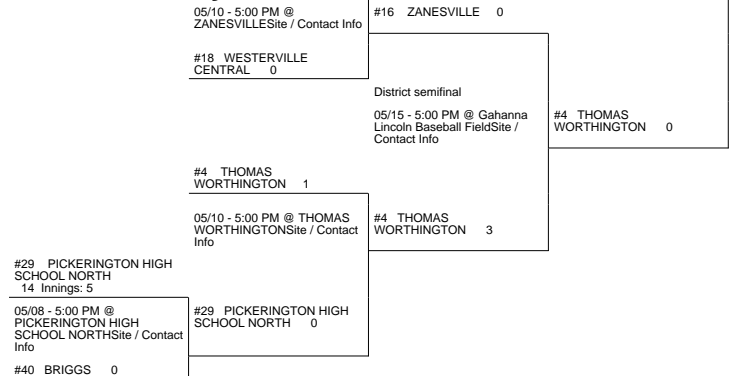 05/10 - 5:00 PM @
ZANESVILLESite / Contact Info
#16 ZANESVILLE 0
#18 WESTERVILLE
CENTRAL 0
District semifinal
05/15 - 5:00 PM @ Gahanna
Lincoln Baseball FieldSite /
Contact Info
#4 THOMAS
WORTHINGTON 0
#4 THOMAS
WORTHINGTON 1
05/10 - 5:00 PM @ THOMAS
WORTHINGTONSite / Contact
Info
#4 THOMAS
WORTHINGTON 3
#29 PICKERINGTON HIGH
SCHOOL NORTH
14 Innings: 5
05/08 - 5:00 PM @
PICKERINGTON HIGH
SCHOOL NORTHSite / Contact
Info
#29 PICKERINGTON HIGH
SCHOOL NORTH 0
#40 BRIGGS 0